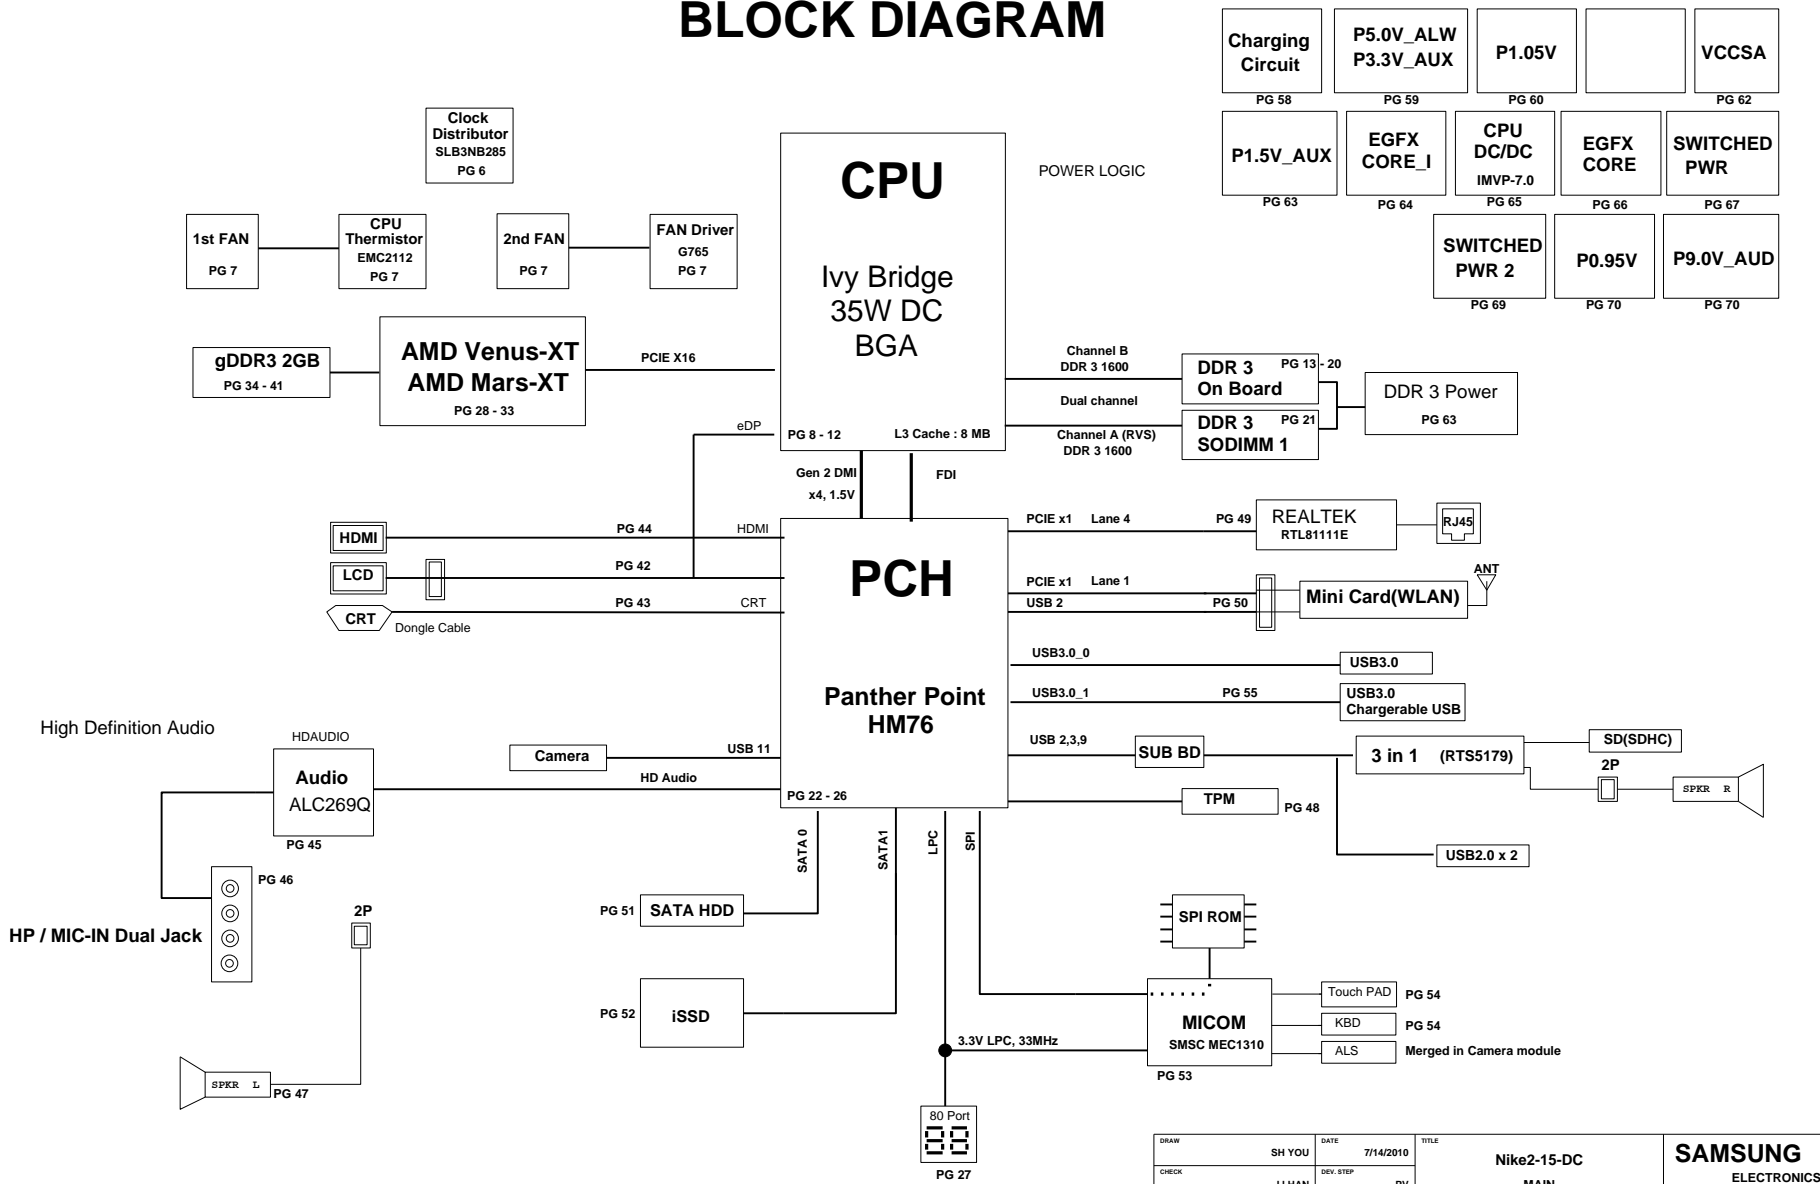 BLOCK DIAGRAM
Charging
Circuit
PG 58
P5.0V_ALW
P3.3V_AUX
PG 59
P1.05V
PG 60
VCCSA
PG 62
P1.5V_AUX
PG 63
EGFX
CORE_I
PG 64
CPU
DC/DC
IMVP-7.0
PG 65
EGFX
CORE
PG 66
SWITCHED
PWR
PG 67
SWITCHED
PWR 2
PG 69
P0.95V
PG 70
P9.0V_AUD
PG 70
POWER LOGIC
Clock
Distributor
SLB3NB285
PG 6
1st FAN
PG 7
CPU
Thermistor
EMC2112
PG 7
2nd FAN
PG 7
FAN Driver
G765
PG 7
CPU
Ivy Bridge
35W DC
BGA
PG 8 - 12
L3 Cache : 8 MB
gDDR3 2GB
PG 34 - 41
AMD Venus-XT
AMD Mars-XT
PG 28 - 33
PCIE X16
eDP
Channel B
DDR 3 1600
Dual channel
Channel A (RVS)
DDR 3 1600
DDR 3
On Board
PG 13 - 20
DDR 3
SODIMM 1
PG 21
DDR 3 Power
PG 63
Gen 2 DMI
x4, 1.5V
FDI
HDMI
PG 44
HDMI
LCD
PG 42
CRT
Dongle Cable
PG 43
CRT
PCH
Panther Point
HM76
PG 22 - 26
PCIE x1
Lane 4
PG 49
REALTEK
RTL81111E
RJ45
PCIE x1
Lane 1
USB 2
PG 50
Mini Card(WLAN)
ANT
USB3.0_0
USB3.0
USB3.0_1
PG 55
USB3.0
Chargerable USB
USB 2,3,9
SUB BD
3 in 1
(RTS5179)
SD(SDHC)
2P
SPKR R
TPM
PG 48
USB2.0 x 2
High Definition Audio
HDAUDIO
Audio
ALC269Q
PG 45
Camera
USB 11
HD Audio
PG 46
HP / MIC-IN Dual Jack
2P
SPKR L
PG 47
SATA 0
SATA1
LPC
SPI
PG 51
SATA HDD
PG 52
iSSD
SPI ROM
MICOM
SMSC MEC1310
PG 53
3.3V LPC, 33MHz
Touch PAD
PG 54
KBD
PG 54
ALS
Merged in Camera module
80 Port
88
PG 27
DRAW
SH YOU
DATE
7/14/2010
TITLE
Nike2-15-DC
MAIN
SAMSUNG
ELECTRONICS
CHECK
DEV. STEP
PV